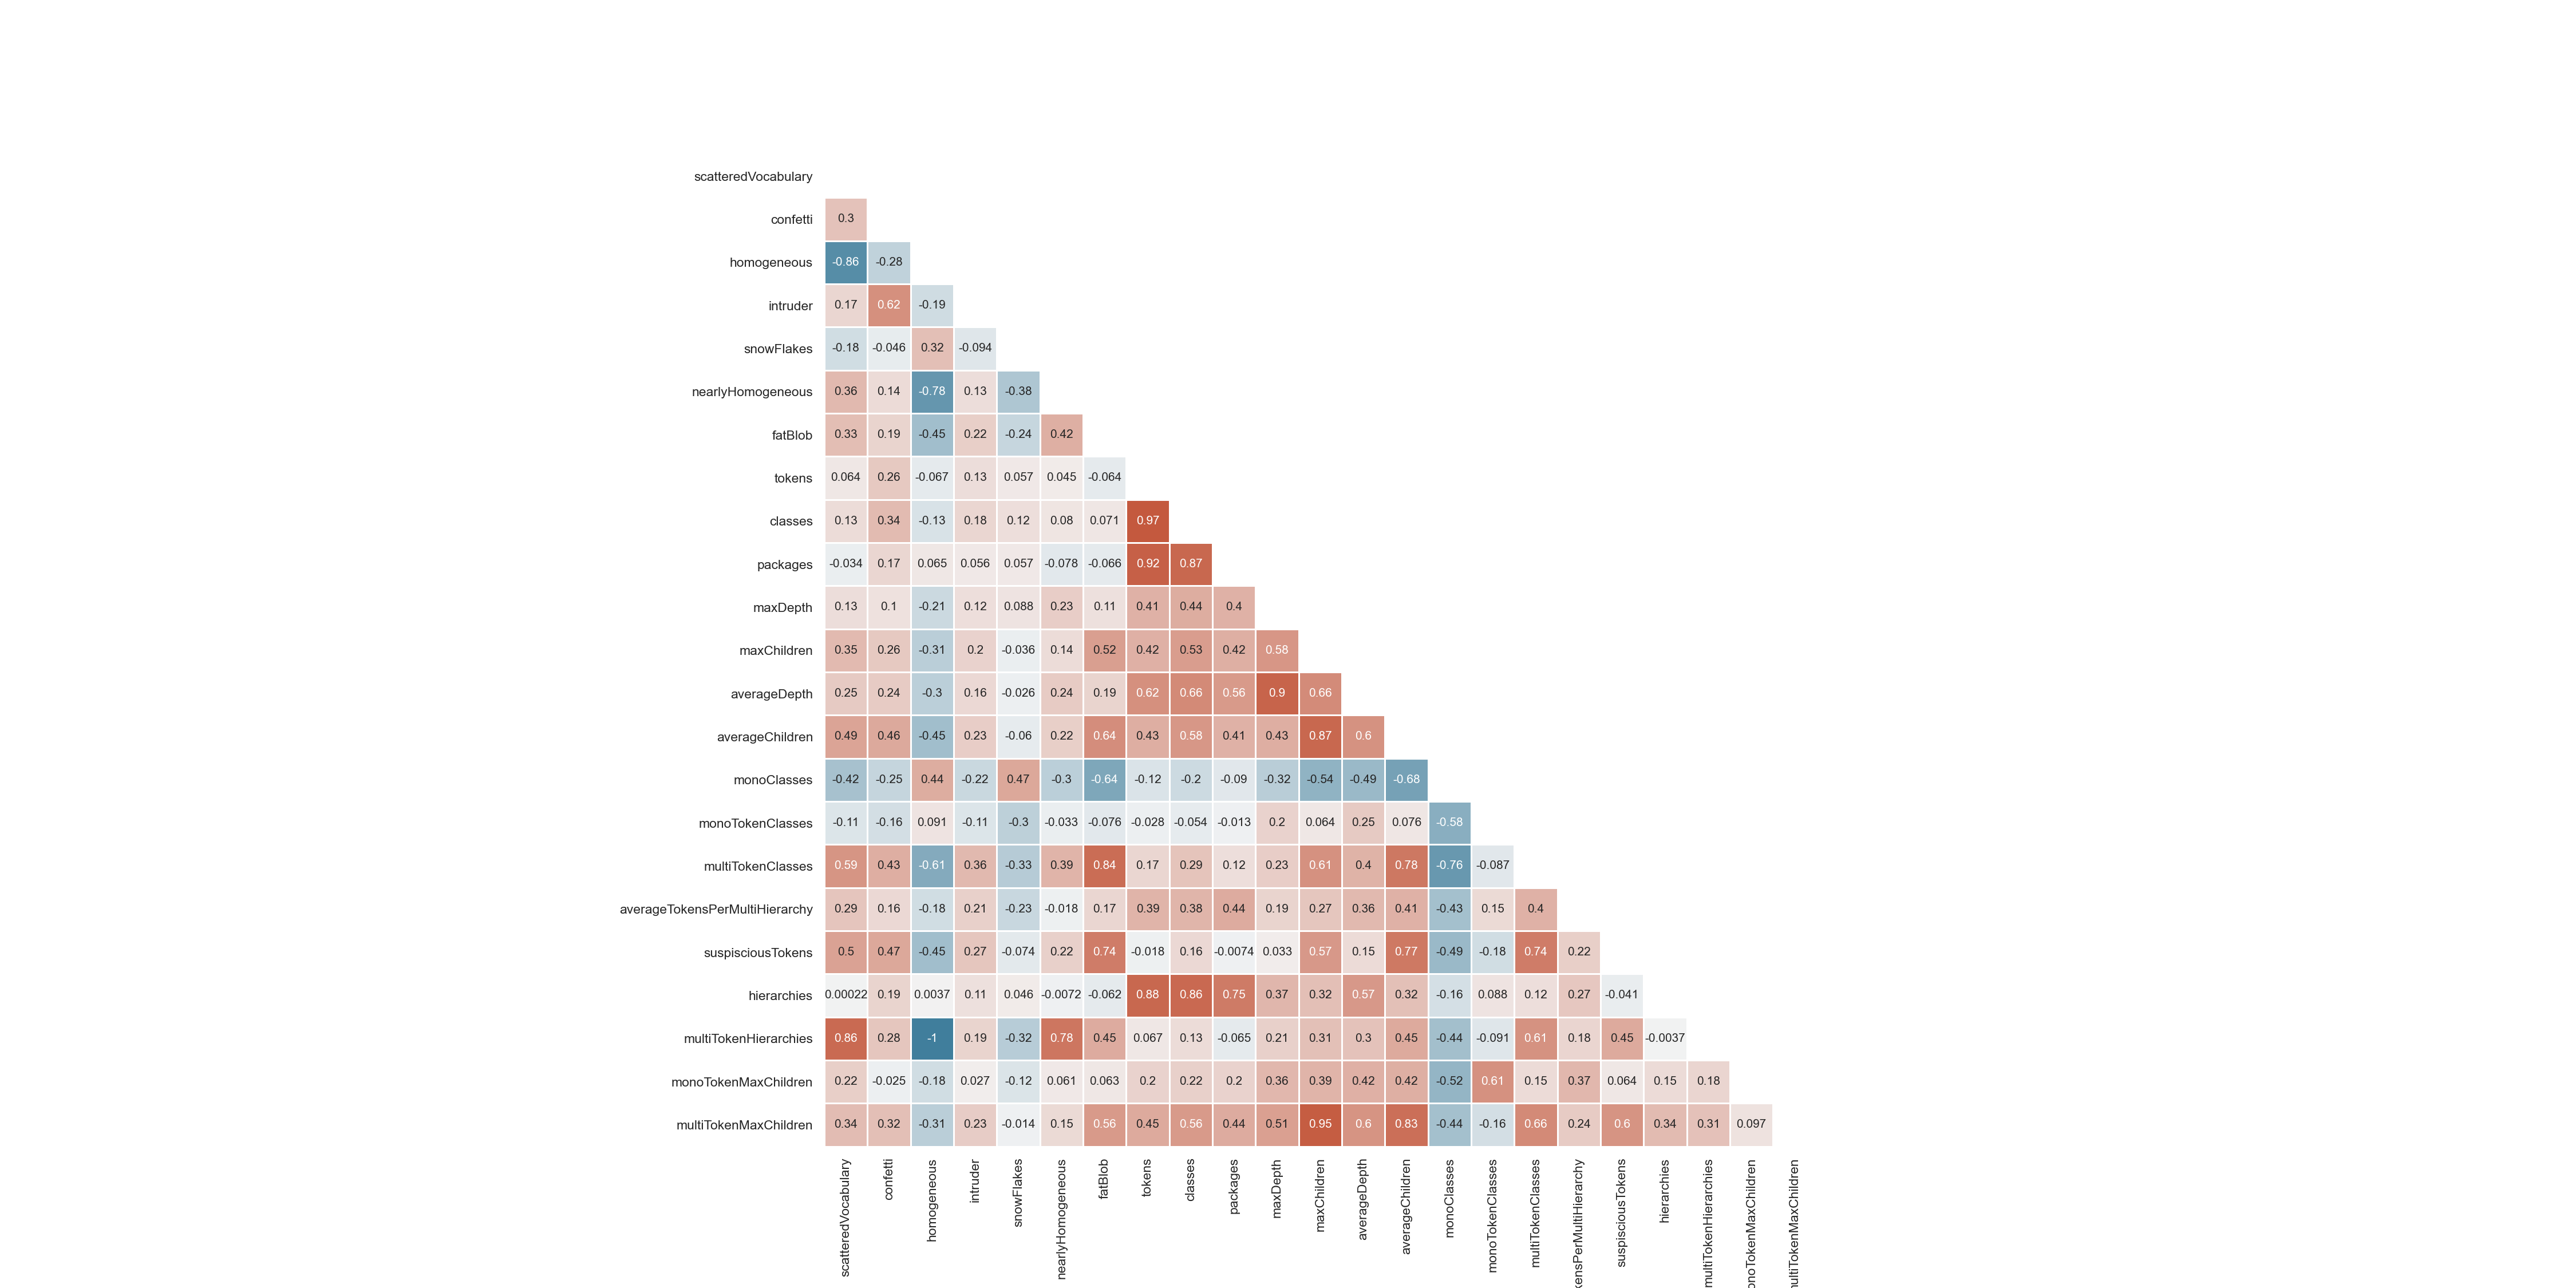 scatteredVocabulary
confetti 0.3
homogeneous -0.86 -0.28
intruder 0.17 0.62 -0.19
snowFlakes -0.18 -0.046 0.32 -0.094
nearlyHomogeneous 0.36 0.14 -0.78 0.13 -0.38
fatBlob 0.33 0.19 -0.45 0.22 -0.24 0.42
tokens 0.064 0.26 -0.067 0.13 0.057 0.045 -0.064
classes 0.13 0.34 -0.13 0.18 0.12 0.08 0.071 0.97
packages -0.034 0.17 0.065 0.056 0.057 -0.078 -0.066 0.92 0.87
maxDepth 0.13 0.1 -0.21 0.12 0.088 0.23 0.11 0.41 0.44 0.4
maxChildren 0.35 0.26 -0.31 0.2 -0.036 0.14 0.52 0.42 0.53 0.42 0.58
averageDepth 0.25 0.24 -0.3 0.16 -0.026 0.24 0.19 0.62 0.66 0.56 0.9 0.66
averageChildren 0.49 0.46 -0.45 0.23 -0.06 0.22 0.64 0.43 0.58 0.41 0.43 0.87 0.6
monoClasses -0.42 -0.25 0.44 -0.22 0.47 -0.3 -0.64 -0.12 -0.2 -0.09 -0.32 -0.54 -0.49 -0.68
monoTokenClasses -0.11 -0.16 0.091 -0.11 -0.3 -0.033 -0.076 -0.028 -0.054 -0.013 0.2 0.064 0.25 0.076 -0.58
multiTokenClasses 0.59 0.43 -0.61 0.36 -0.33 0.39 0.84 0.17 0.29 0.12 0.23 0.61 0.4 0.78 -0.76 -0.087
averageTokensPerMultiHierarchy 0.29 0.16 -0.18 0.21 -0.23 -0.018 0.17 0.39 0.38 0.44 0.19 0.27 0.36 0.41 -0.43 0.15 0.4
suspisciousTokens 0.5 0.47 -0.45 0.27 -0.074 0.22 0.74 -0.018 0.16 -0.0074 0.033 0.57 0.15 0.77 -0.49 -0.18 0.74 0.22
hierarchies 0.00022 0.19 0.0037 0.11 0.046 -0.0072 -0.062 0.88 0.86 0.75 0.37 0.32 0.57 0.32 -0.16 0.088 0.12 0.27 -0.041
multiTokenHierarchies 0.86 0.28 -1 0.19 -0.32 0.78 0.45 0.067 0.13 -0.065 0.21 0.31 0.3 0.45 -0.44 -0.091 0.61 0.18 0.45 -0.0037
monoTokenMaxChildren 0.22 -0.025 -0.18 0.027 -0.12 0.061 0.063 0.2 0.22 0.2 0.36 0.39 0.42 0.42 -0.52 0.61 0.15 0.37 0.064 0.15 0.18
multiTokenMaxChildren 0.34 0.32 -0.31 0.23 -0.014 0.15 0.56 0.45 0.56 0.44 0.51 0.95 0.6 0.83 -0.44 -0.16 0.66 0.24 0.6 0.34 0.31 0.097
scatteredVocabulary
confetti
homogeneous
intruder
snowFlakes
nearlyHomogeneous
fatBlob
tokens
classes
packages
maxDepth
maxChildren
averageDepth
averageChildren
monoClasses
monoTokenClasses
multiTokenClasses
kensPerMultiHierarchy
suspisciousTokens
hierarchies
multiTokenHierarchies
onoTokenMaxChildren
ultiTokenMaxChildren